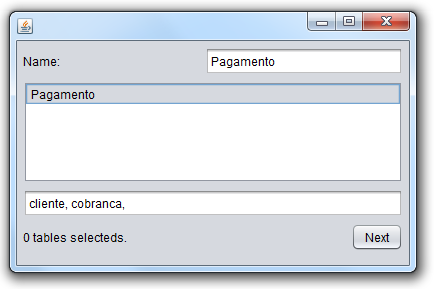 Name: Pagamento
Pagamento
cliente, cobranca,
0 tables selecteds. Next